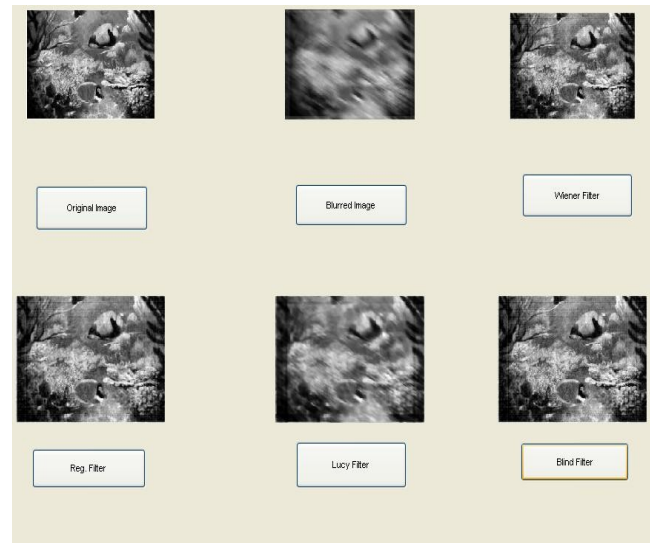 Original Image
Blurred Image
Wiener Filter
Reg. Filter
Lucy Filter
Blind Filter